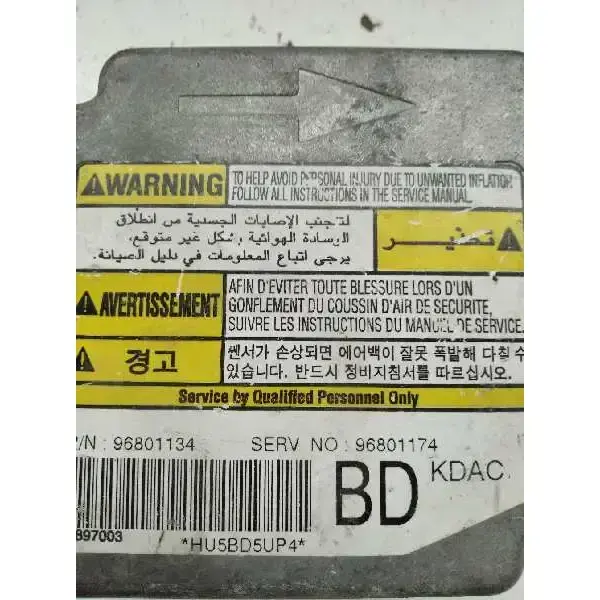 WARNING
TO HELP AVOID PERSONAL INJURY DUE TO UNWANTED INFLATION
FOLLOW ALL INSTRUCTIONS IN THE SERVICE MANUAL
تحذير
لتجنب الإصابات الجسدية من انطلاق
الوسادة الهوائية بشكل غير متوقع،
يرجى اتباع المعلومات في دليل الصيانة.
AVERTISSEMENT
AFIN D'EVITER TOUTE BLESSURE LORS D'UN
GONFLEMENT DU COUSSIN D'AIR DE SECURITE,
SUIVRE LES INSTRUCTIONS DU MANUEL DE SERVICE.
경고
쎈서가 손상되면 에어백이 잘못 폭발해 다칠 수
있습니다. 반드시 정비지침서를 따르십시오.
Service by Qualified Personnel Only
/N : 96801134 SERV NO : 96801174
BD KDAC
897003
*HU5BD5UP4*